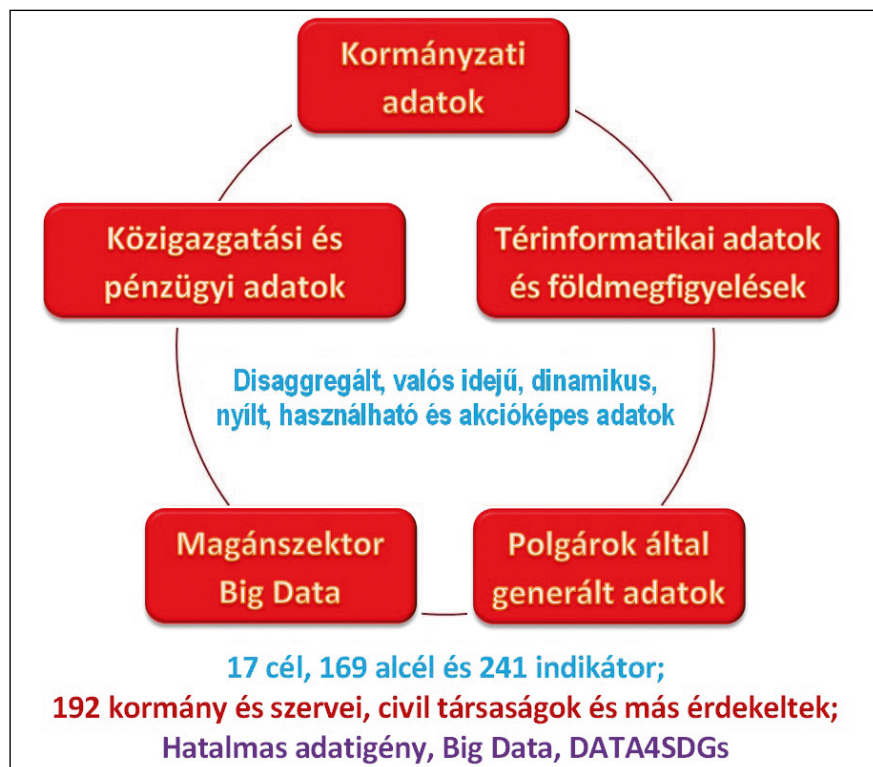 Kormányzati
adatok
Közigazgatási és
pénzügyi adatok
Térinformatikai adatok
és földmegfigyelések
Disaggregált, valós idejű, dinamikus,
nyílt, használható és akcióképes adatok
Magánszektor
Big Data
Polgárok által
generált adatok
17 cél, 169 alcél és 241 indikátor;
192 kormány és szervei, civil társaságok és más érdekeltek;
Hatalmas adatigény, Big Data, DATA4SDGs